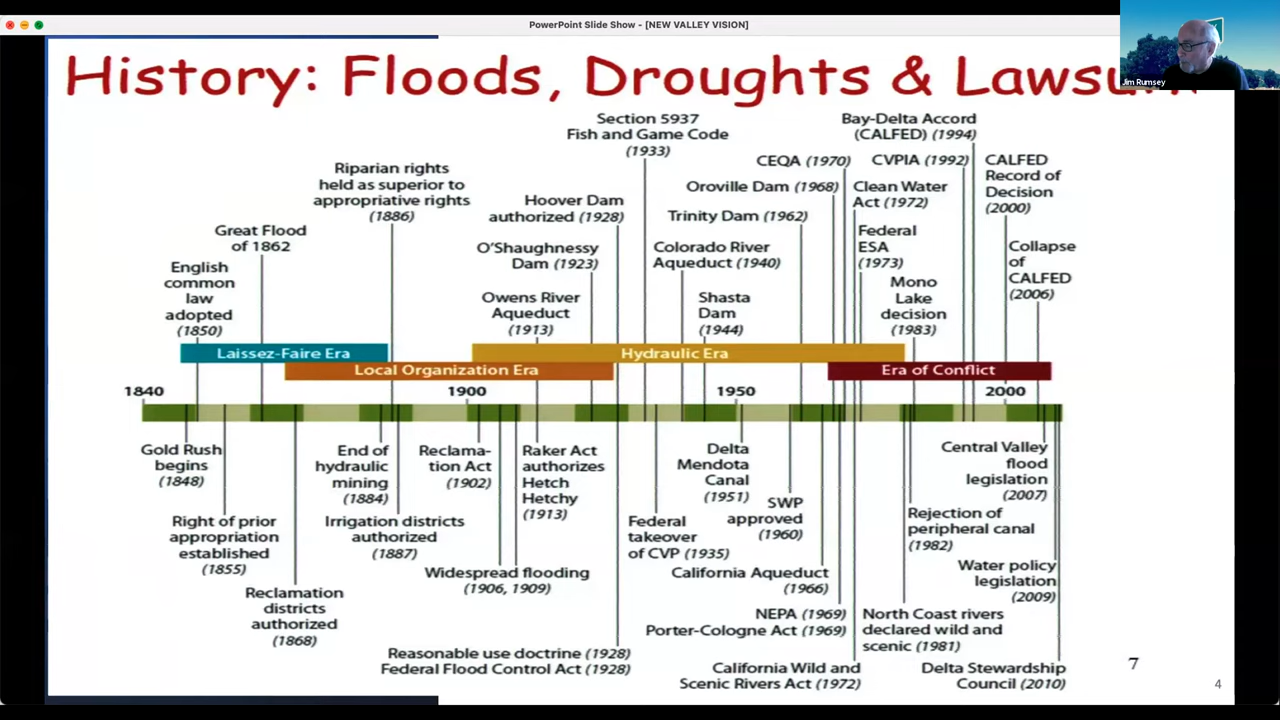 PowerPoint Slide Show - [NEW VALLEY VISION]
Jim Rumsey
History: Floods, Droughts &
Section 5937
Fish and Game Code
(1933)
Bay-Delta Accord
(CALFED) (1994)
Riparian rights
held as superior to
appropriative rights
(1886)
CEQA (1970)
CVPIA (1992)
CALFED
Record of
Decision
(2000)
Hoover Dam
authorized (1928)
Oroville Dam (1968)
Clean Water
Act (1972)
Great Flood
of 1862
Trinity Dam (1962)
Federal
ESA
(1973)
O'Shaughnessy
Dam (1923)
Colorado River
Aqueduct (1940)
Collapse
of
CALFED
(2006)
English
common
law
adopted
(1850)
Owens River
Aqueduct
(1913)
Shasta
Dam
(1944)
Mono
Lake
decision
(1983)
Laissez-Faire Era
Hydraulic Era
Local Organization Era
Era of Conflict
1840
1900
1950
2000
Gold Rush
begins
(1848)
End of
hydraulic
mining
(1884)
Reclama-
tion Act
(1902)
Raker Act
authorizes
Hetch
Hetchy
(1913)
Delta
Mendota
Canal
(1951)
Central Valley
flood
legislation
(2007)
Right of prior
appropriation
established
(1855)
Irrigation districts
authorized
(1887)
Federal
takeover
of CVP (1935)
SWP
approved
(1960)
Rejection of
peripheral canal
(1982)
Widespread flooding
(1906, 1909)
California Aqueduct
(1966)
Water policy
legislation
(2009)
Reclamation
districts
authorized
(1868)
NEPA (1969)
Porter-Cologne Act (1969)
North Coast rivers
declared wild and
scenic (1981)
Reasonable use doctrine (1928)
Federal Flood Control Act (1928)
California Wild and
Scenic Rivers Act (1972)
Delta Stewardship
Council (2010)
7
4